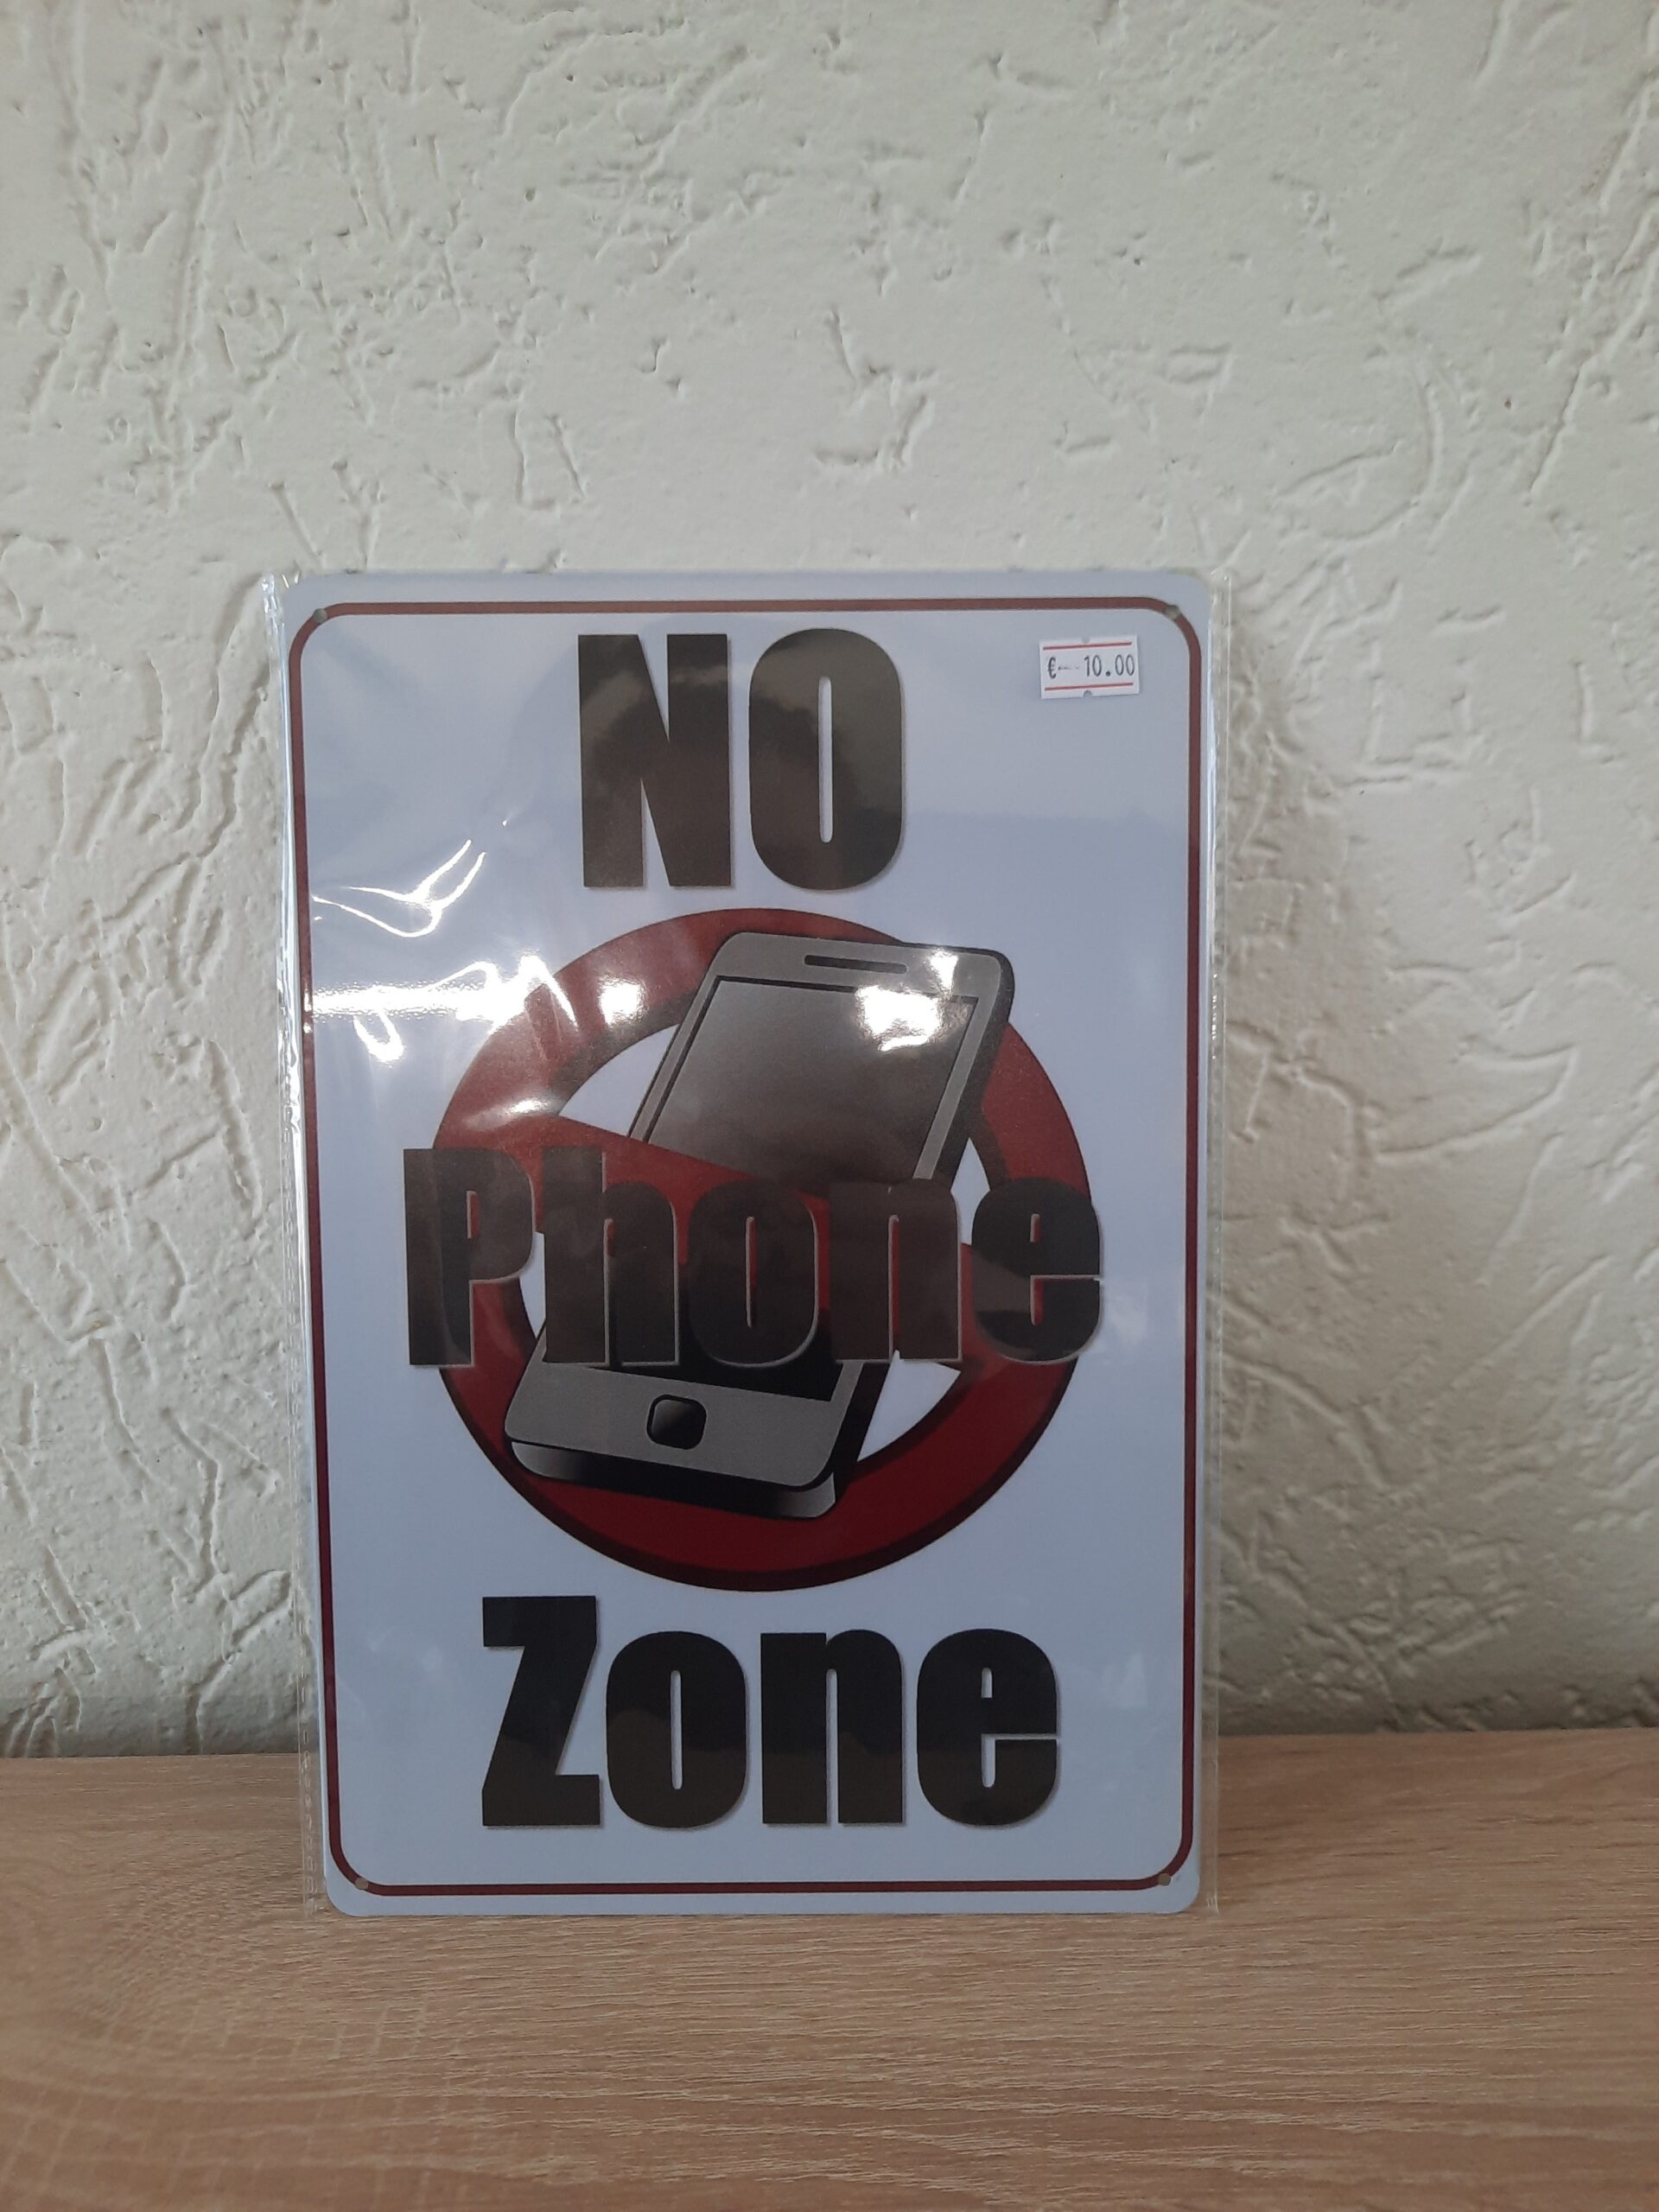 NO
€-- -10.00
Phone
Zone